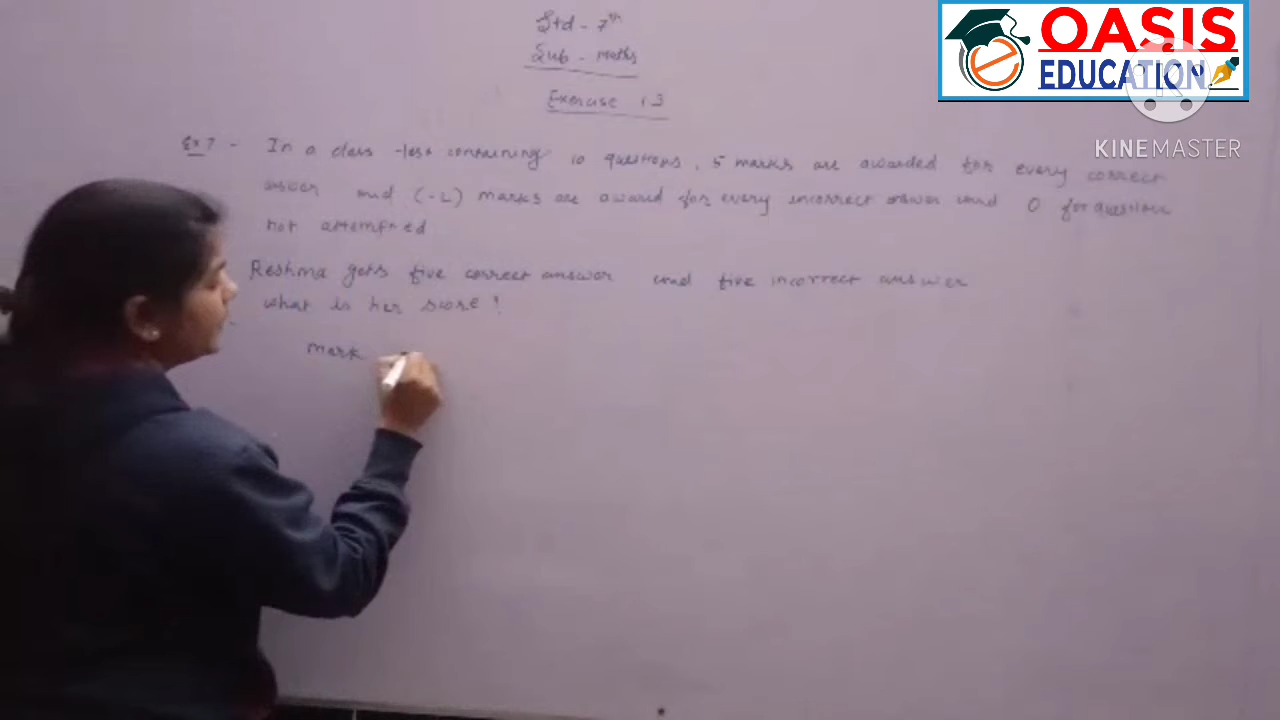 Std - 7th
Sub - Maths
Exercise 1.3
OASIS
EDUCATION
KINEMASTER
Ex 7 - In a class test containing 10 questions, 5 marks are awarded for every correct
answer and (-2) marks are award for every incorrect answer and 0 for question
not attempted
Reshma gets five correct answer and five incorrect answer
what is her score?
mark